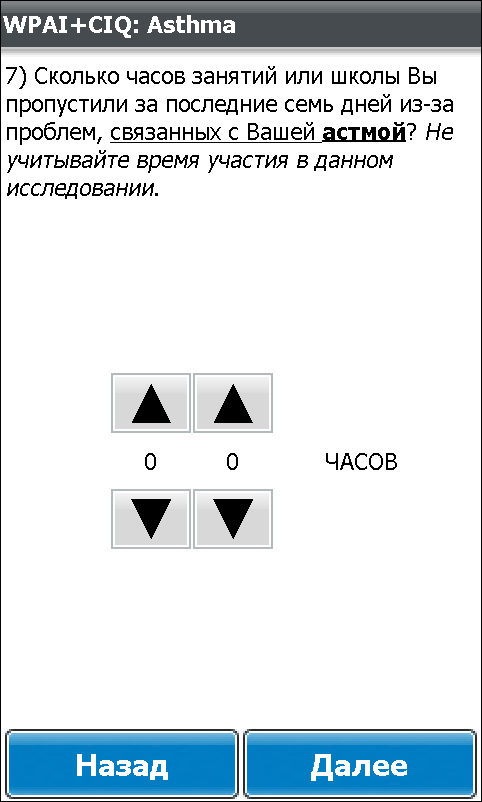 WPAI+CIQ: Asthma
7) Сколько часов занятий или школы Вы
пропустили за последние семь дней из-за
проблем, связанных с Вашей астмой? Не
учитывайте время участия в данном
исследовании.
0 0 ЧАСОВ
Назад Далее